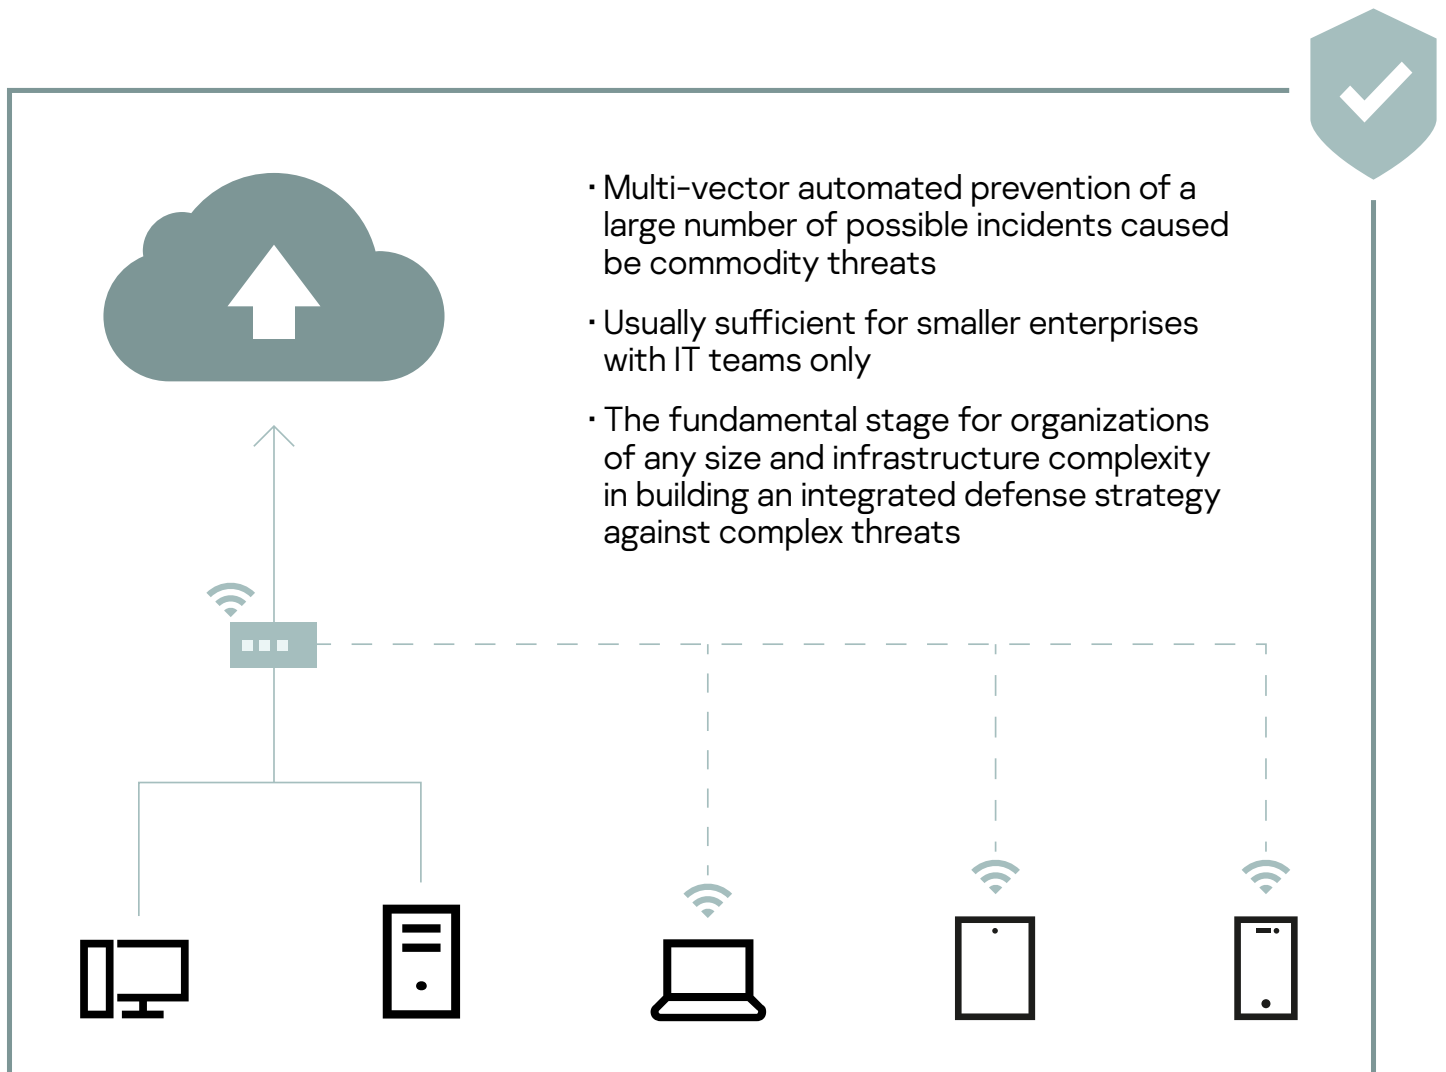 · Multi-vector automated prevention of a
large number of possible incidents caused
be commodity threats
· Usually sufficient for smaller enterprises
with IT teams only
· The fundamental stage for organizations
of any size and infrastructure complexity
in building an integrated defense strategy
against complex threats